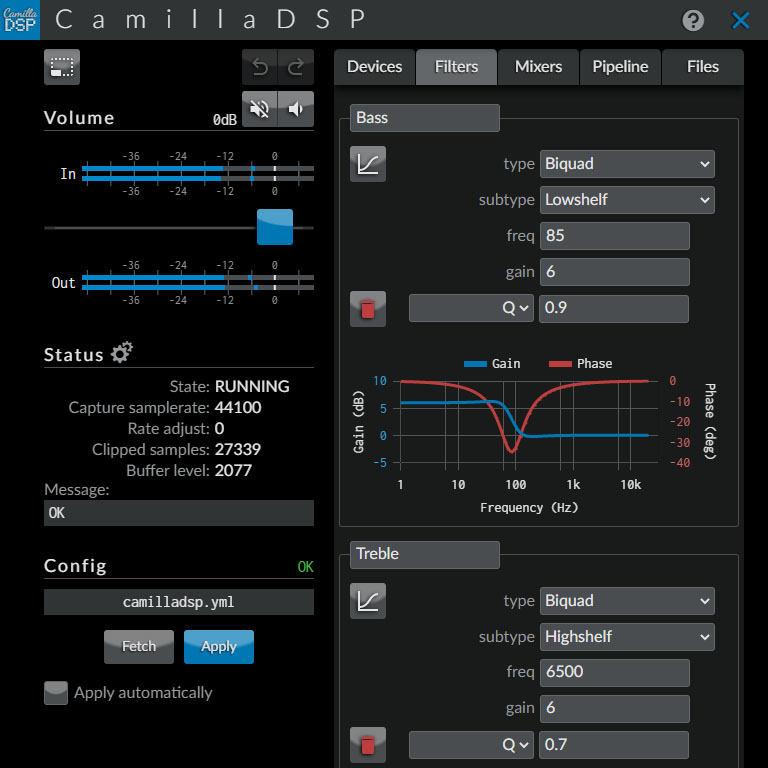 Camilla DSP CamillaDSP
Volume 0dB
-36 -24 -12 0
In
-36 -24 -12 0
-36 -24 -12 0
Out
-36 -24 -12 0
Status
State: RUNNING
Capture samplerate: 44100
Rate adjust: 0
Clipped samples: 27339
Buffer level: 2077
Message:
OK
Config OK
camilladsp.yml
Fetch Apply
Apply automatically
Devices Filters Mixers Pipeline Files
Bass
type Biquad
subtype Lowshelf
freq 85
gain 6
Q 0.9
Gain Phase
10 0
5 -10
0 -20
-5 -30
-40
Gain (dB)
Phase (deg)
1 10 100 1k 10k
Frequency (Hz)
Treble
type Biquad
subtype Highshelf
freq 6500
gain 6
Q 0.7